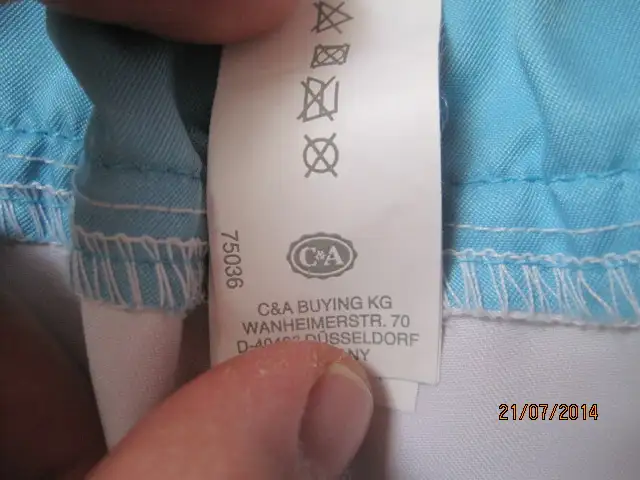 75036
C&A
C&A BUYING KG
WANHEIMERSTR. 70
DÜSSELDORF
21/07/2014